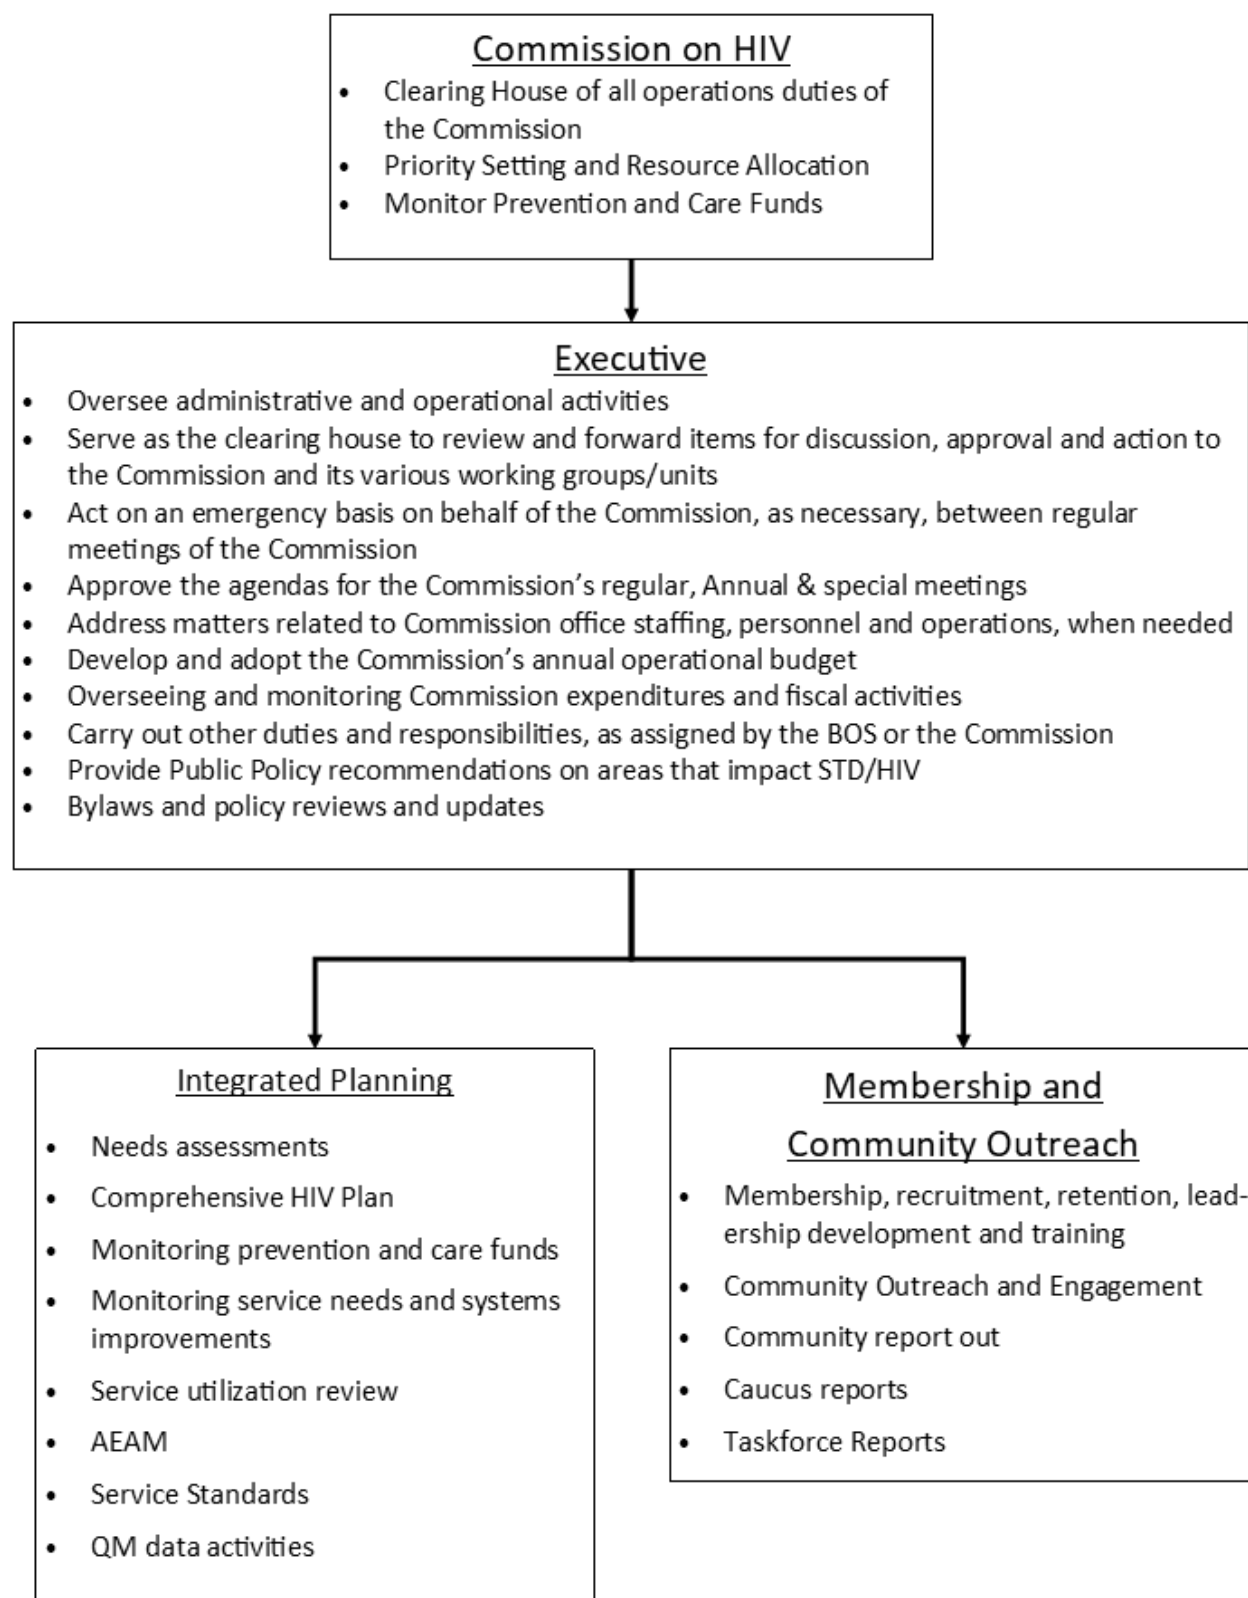 Commission on HIV
• Clearing House of all operations duties of
the Commission
• Priority Setting and Resource Allocation
• Monitor Prevention and Care Funds
Executive
• Oversee administrative and operational activities
• Serve as the clearing house to review and forward items for discussion, approval and action to
the Commission and its various working groups/units
• Act on an emergency basis on behalf of the Commission, as necessary, between regular
meetings of the Commission
• Approve the agendas for the Commission’s regular, Annual & special meetings
• Address matters related to Commission office staffing, personnel and operations, when needed
• Develop and adopt the Commission’s annual operational budget
• Overseeing and monitoring Commission expenditures and fiscal activities
• Carry out other duties and responsibilities, as assigned by the BOS or the Commission
• Provide Public Policy recommendations on areas that impact STD/HIV
• Bylaws and policy reviews and updates
Integrated Planning
• Needs assessments
• Comprehensive HIV Plan
• Monitoring prevention and care funds
• Monitoring service needs and systems
improvements
• Service utilization review
• AEAM
• Service Standards
• QM data activities
Membership and
Community Outreach
• Membership, recruitment, retention, lead-
ership development and training
• Community Outreach and Engagement
• Community report out
• Caucus reports
• Taskforce Reports